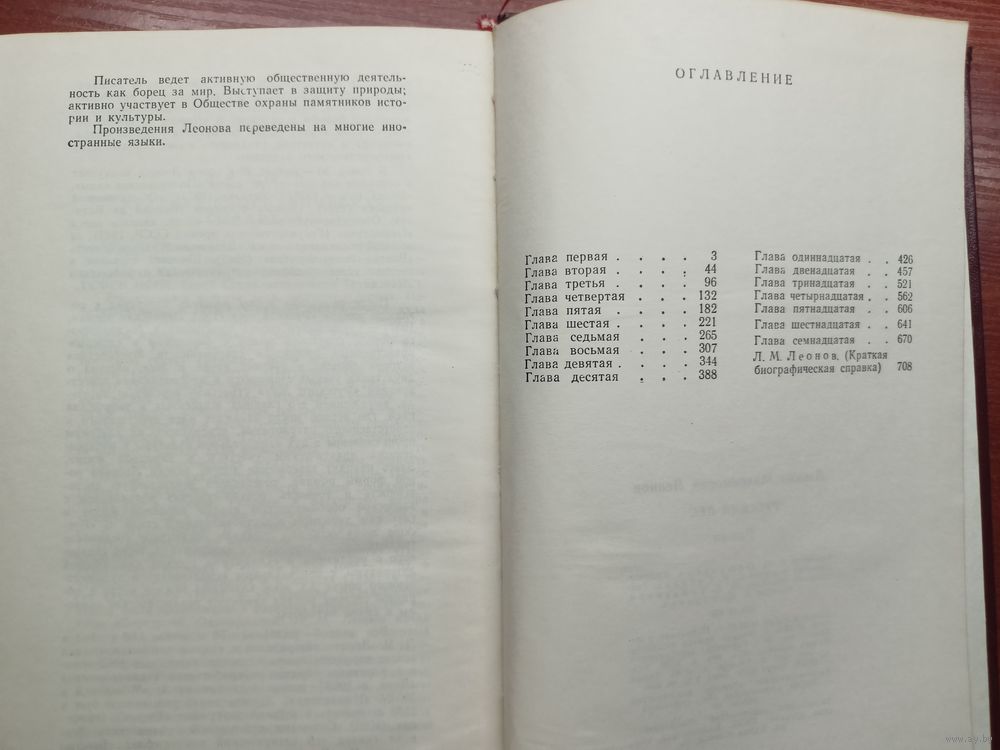 Писатель ведет активную общественную деятель-
ность как борец за мир. Выступает в защиту природы;
активно участвует в Обществе охраны памятников исто-
рии и культуры.
Произведения Леонова переведены на многие ино-
странные языки.
ОГЛАВЛЕНИЕ
Глава первая . . . . 3
Глава вторая . . . . 44
Глава третья . . . . 96
Глава четвертая . . . 132
Глава пятая . . . . 182
Глава шестая . . . . 221
Глава седьмая . . . 265
Глава восьмая . . . 307
Глава девятая . . . . 344
Глава десятая . . . 388
Глава одиннадцатая . . 426
Глава двенадцатая . . 457
Глава тринадцатая . . 521
Глава четырнадцатая . . 562
Глава пятнадцатая . . 606
Глава шестнадцатая . . 641
Глава семнадцатая . . 670
Л. М. Леонов. (Краткая
биографическая справка) 708
www.ay.by